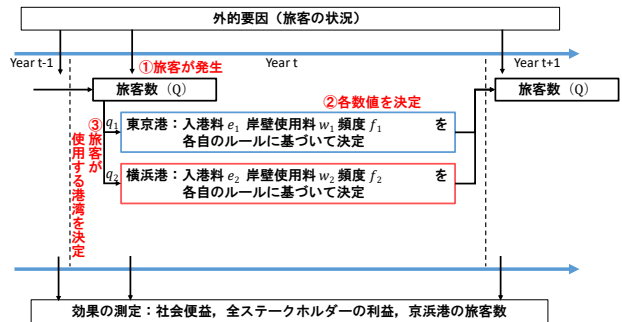 外的要因（旅客の状況）
Year t-1
Year t
Year t+1
①旅客が発生
旅客数（Q）
旅客数（Q）
②各数値を決定
③旅客が
使用する港湾を決定
q₁
東京港：入港料 e₁ 岸壁使用料 w₁ 頻度 f₁ を
各自のルールに基づいて決定
q₂
横浜港：入港料 e₂ 岸壁使用料 w₂ 頻度 f₂ を
各自のルールに基づいて決定
効果の測定：社会便益，全ステークホルダーの利益，京浜港の旅客数